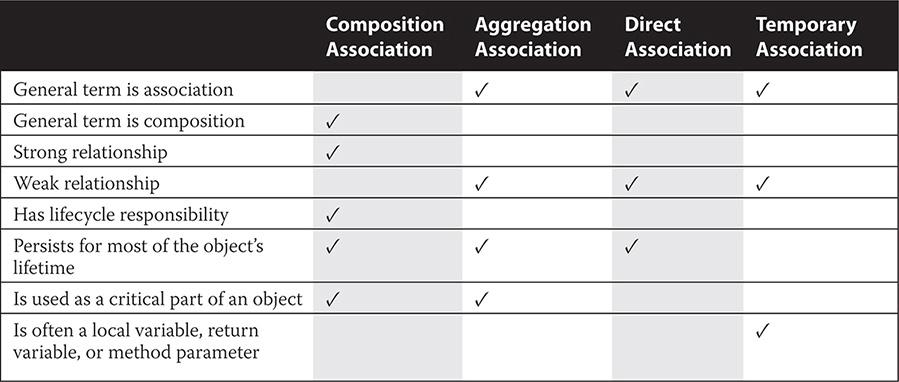 Composition Association Aggregation Association Direct Association Temporary Association
General term is association ✓ ✓ ✓
General term is composition ✓
Strong relationship ✓
Weak relationship ✓ ✓ ✓
Has lifecycle responsibility ✓
Persists for most of the object’s ✓ ✓ ✓
lifetime
Is used as a critical part of an object ✓ ✓
Is often a local variable, return ✓
variable, or method parameter